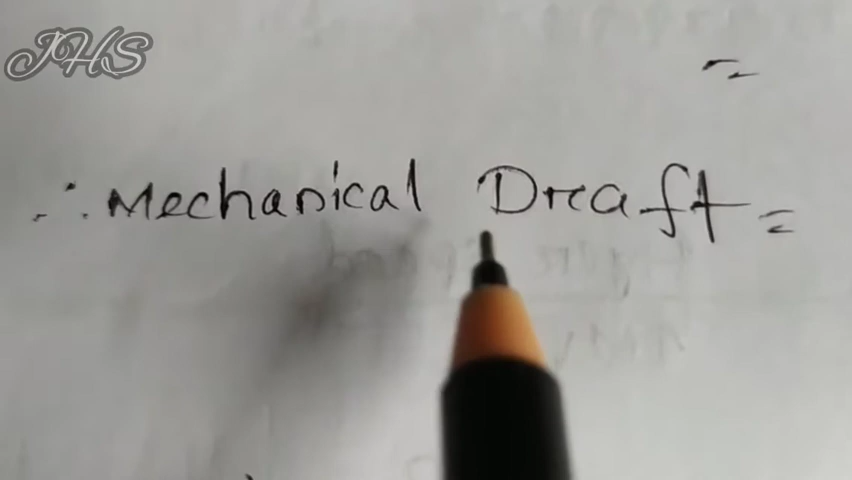 JHS
∴ Mechanical Draft =